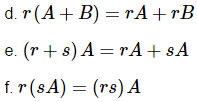 d. r (A + B) = rA + rB
e. (r + s) A = rA + sA
f. r (sA) = (rs) A